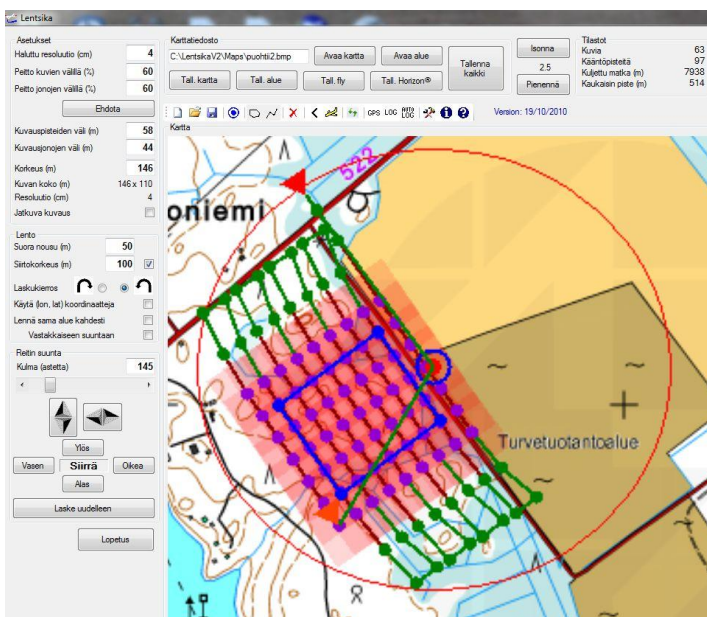 Lentsika
Asetukset
Haluttu resoluutio (cm) 4
Peitto kuvien välillä (%) 60
Peitto jonojen välillä (%) 60
Ehdota
Kuvauspisteiden väli (m) 58
Kuvausjonojen väli (m) 44
Korkeus (m) 146
Kuvan koko (m) 146 x 110
Resoluutio (cm) 4
Jatkuva kuvaus
Lento
Suora nousu (m) 50
Siirtokorkeus (m) 100
Laskukierros
Käytä (lon, lat) koordinaatteja
Lennä sama alue kahdesti
Vastakkaiseen suuntaan
Reitin suunta
Kulma (astetta) 145
Ylös
Vasen Siirrä Oikea
Alas
Laske uudelleen
Lopetus
Karttatiedosto
C:\LentsikaV2\Maps\puohtii2.bmp
Avaa kartta
Avaa alue
Tall. kartta
Tall. alue
Tall. fly
Tall. Horizon®
Tallenna
kaikki
Isonna
2.5
Pienennä
Tilastot
Kuvia 63
Kääntöpisteitä 97
Kuljettu matka (m) 7938
Kaukaisin piste (m) 514
GPS LOG AUTO LOG
Version: 19/10/2010
Kartta
522
oniemi
Turvetuotantoalue